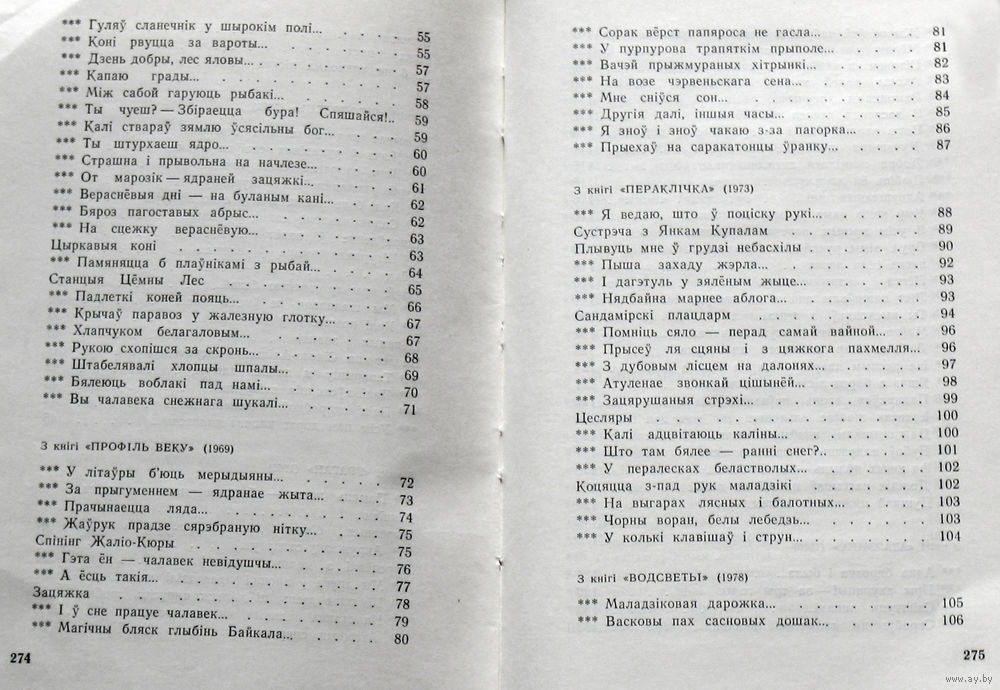 *** Гуляў сланечнік у шырокім полі... 55
*** Коні рвуцца за вароты... 55
*** Дзень добры, лес яловы... 57
*** Капаю грады... 57
*** Між сабой гаруюць рыбакі... 58
*** Ты чуеш? — Збіраецца бура! Спяшайся!.. 59
*** Калі ствараў зямлю ўсясільны бог... 59
*** Ты штурхаеш ядро... 60
*** Страшна і прывольна на начлезе... 60
*** От марозік — ядраней зацяжкі... 61
*** Вераснёвыя дні — на буланым кані... 62
*** Бяроз пагоставых абрыс... 62
*** На сцежку вераснёвую... 63
Цыркавыя коні 63
*** Памяняцца б плаўнікамі з рыбай... 64
Станцыя Цёмны Лес 65
*** Падлеткі коней пояць... 66
*** Крычаў паравоз у жалезную глотку... 67
*** Хлапчуком белагаловым... 67
*** Рукою схопішся за скронь... 68
*** Штабелявалі хлопцы шпалы... 69
*** Бялеюць воблакі пад намі... 70
*** Вы чалавека снежнага шукалі... 71
З кнігі «ПРОФІЛЬ ВЕКУ» (1969)
*** У літаўры б'юць мерыдыяны... 72
*** За прыгуменнем — ядранае жыта... 73
*** Прачынаецца ляда... 74
*** Жаўрук прадзе сярэбраную нітку... 75
Спінінг Жаліо-Кюры 75
*** Гэта ён — чалавек невідушчы... 76
*** А ёсць такія... 77
Зацяжка 78
*** І ў сне працуе чалавек... 79
*** Магічны бляск глыбінь Байкала... 80
274
*** Сорак вёрст папяроса не гасла... 81
*** У пурпурова трапяткім прыполе... 81
*** Вачэй прыжмураных хітрынкі... 82
*** На возе чэрвеньскага сена... 83
*** Мне сніўся сон... 84
*** Другія далі, іншыя часы... 85
*** Я зноў і зноў чакаю з-за пагорка... 86
*** Прыехаў на саракатонцы ўранку... 87
З кнігі «ПЕРАКЛІЧКА» (1973)
*** Я ведаю, што ў поціску рукі... 88
Сустрэча з Янкам Купалам 89
Плывуць мне ў грудзі небасхілы 90
*** Пыша захаду жэрла... 92
*** І дагэтуль у зялёным жыце... 93
*** Нядбайна марнее аблога... 93
Сандамірскі плацдарм 94
*** Помніць сяло — перад самай вайной... 96
*** Прысеў ля сцяны і з цяжкога пахмелля... 96
*** З дубовым лісцем на далонях... 97
*** Атуленае звонкай цішынёй... 98
*** Зацярушаныя стрэхі... 99
Цесляры 100
*** Калі адцвітаюць каліны... 100
*** Што там бялее — ранні снег?.. 101
*** У пералесках беластволых... 102
Коцяцца з-пад рук маладзікі 102
*** На выгарах лясных і балотных... 103
*** Чорны воран, белы лебедзь... 103
*** У колькі клавішаў і струн... 104
З кнігі «ВОДСВЕТЫ» (1978)
*** Маладзіковая дарожка... 105
*** Васковы пах сасновых дошак... 106
275
www.ay.by